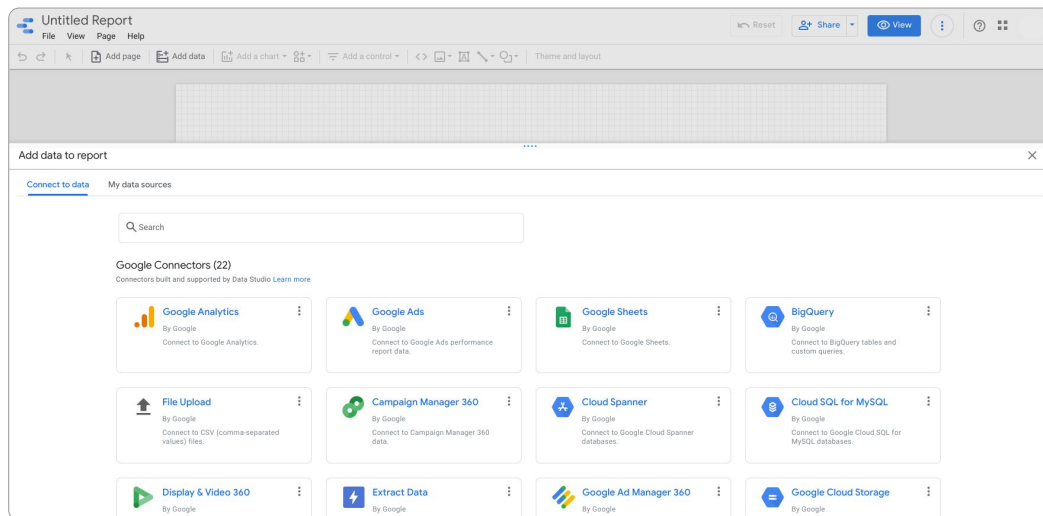 Untitled Report
File View Page Help
Reset
Share
View
Add page
Add data
Add a chart
Add a control
Theme and layout
Add data to report
Connect to data
My data sources
Search
Google Connectors (22)
Connectors built and supported by Data Studio Learn more
Google Analytics
By Google
Connect to Google Analytics.
Google Ads
By Google
Connect to Google Ads performance
report data.
Google Sheets
By Google
Connect to Google Sheets.
BigQuery
By Google
Connect to BigQuery tables and
custom queries.
File Upload
By Google
Connect to CSV (comma-separated
values) files.
Campaign Manager 360
By Google
Connect to Campaign Manager 360
data.
Cloud Spanner
By Google
Connect to Google Cloud Spanner
databases.
Cloud SQL for MySQL
By Google
Connect to Google Cloud SQL for
MySQL databases.
Display & Video 360
By Google
Extract Data
By Google
Google Ad Manager 360
By Google
Google Cloud Storage
By Google